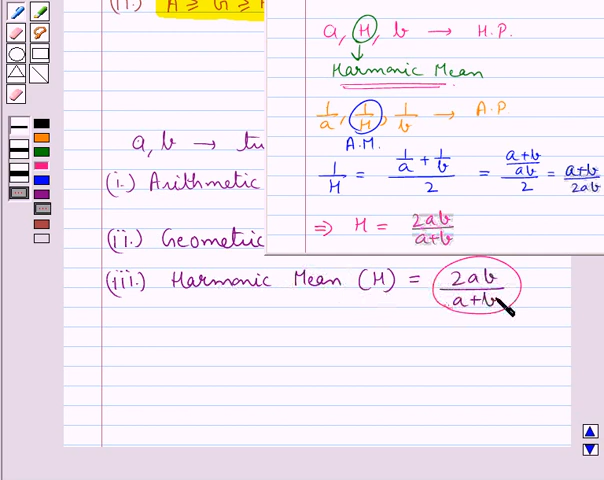 (ii.) A ≥ G ≥ H
a, H, b → H.P.
Harmonic Mean
1/a, 1/H, 1/b → A.P
A.M.
1/H = (1/a + 1/b)/2 = ((a+b)/ab)/2 = (a+b)/2ab
⇒ H = 2ab/(a+b)
a, b →
(i.) Arithmetic
(ii.) Geometric
(iii.) Harmonic Mean (H) = 2ab/(a+b)